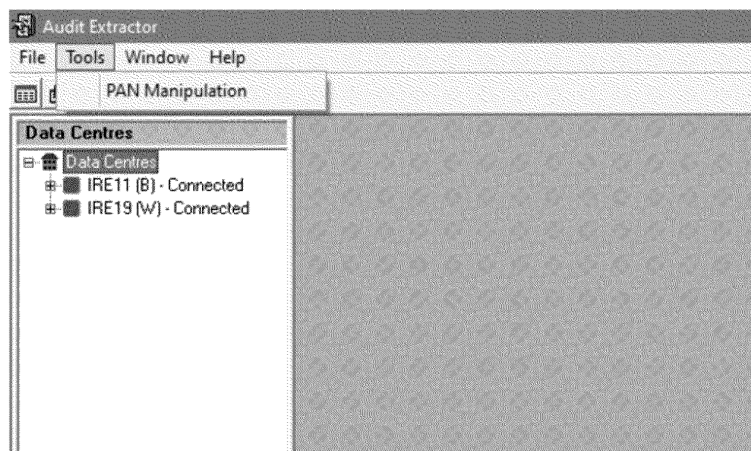 Audit Extractor
File Tools Window Help
PAN Manipulation
Data Centres
Data Centres
IRE11 (B) - Connected
IRE19 (W) - Connected